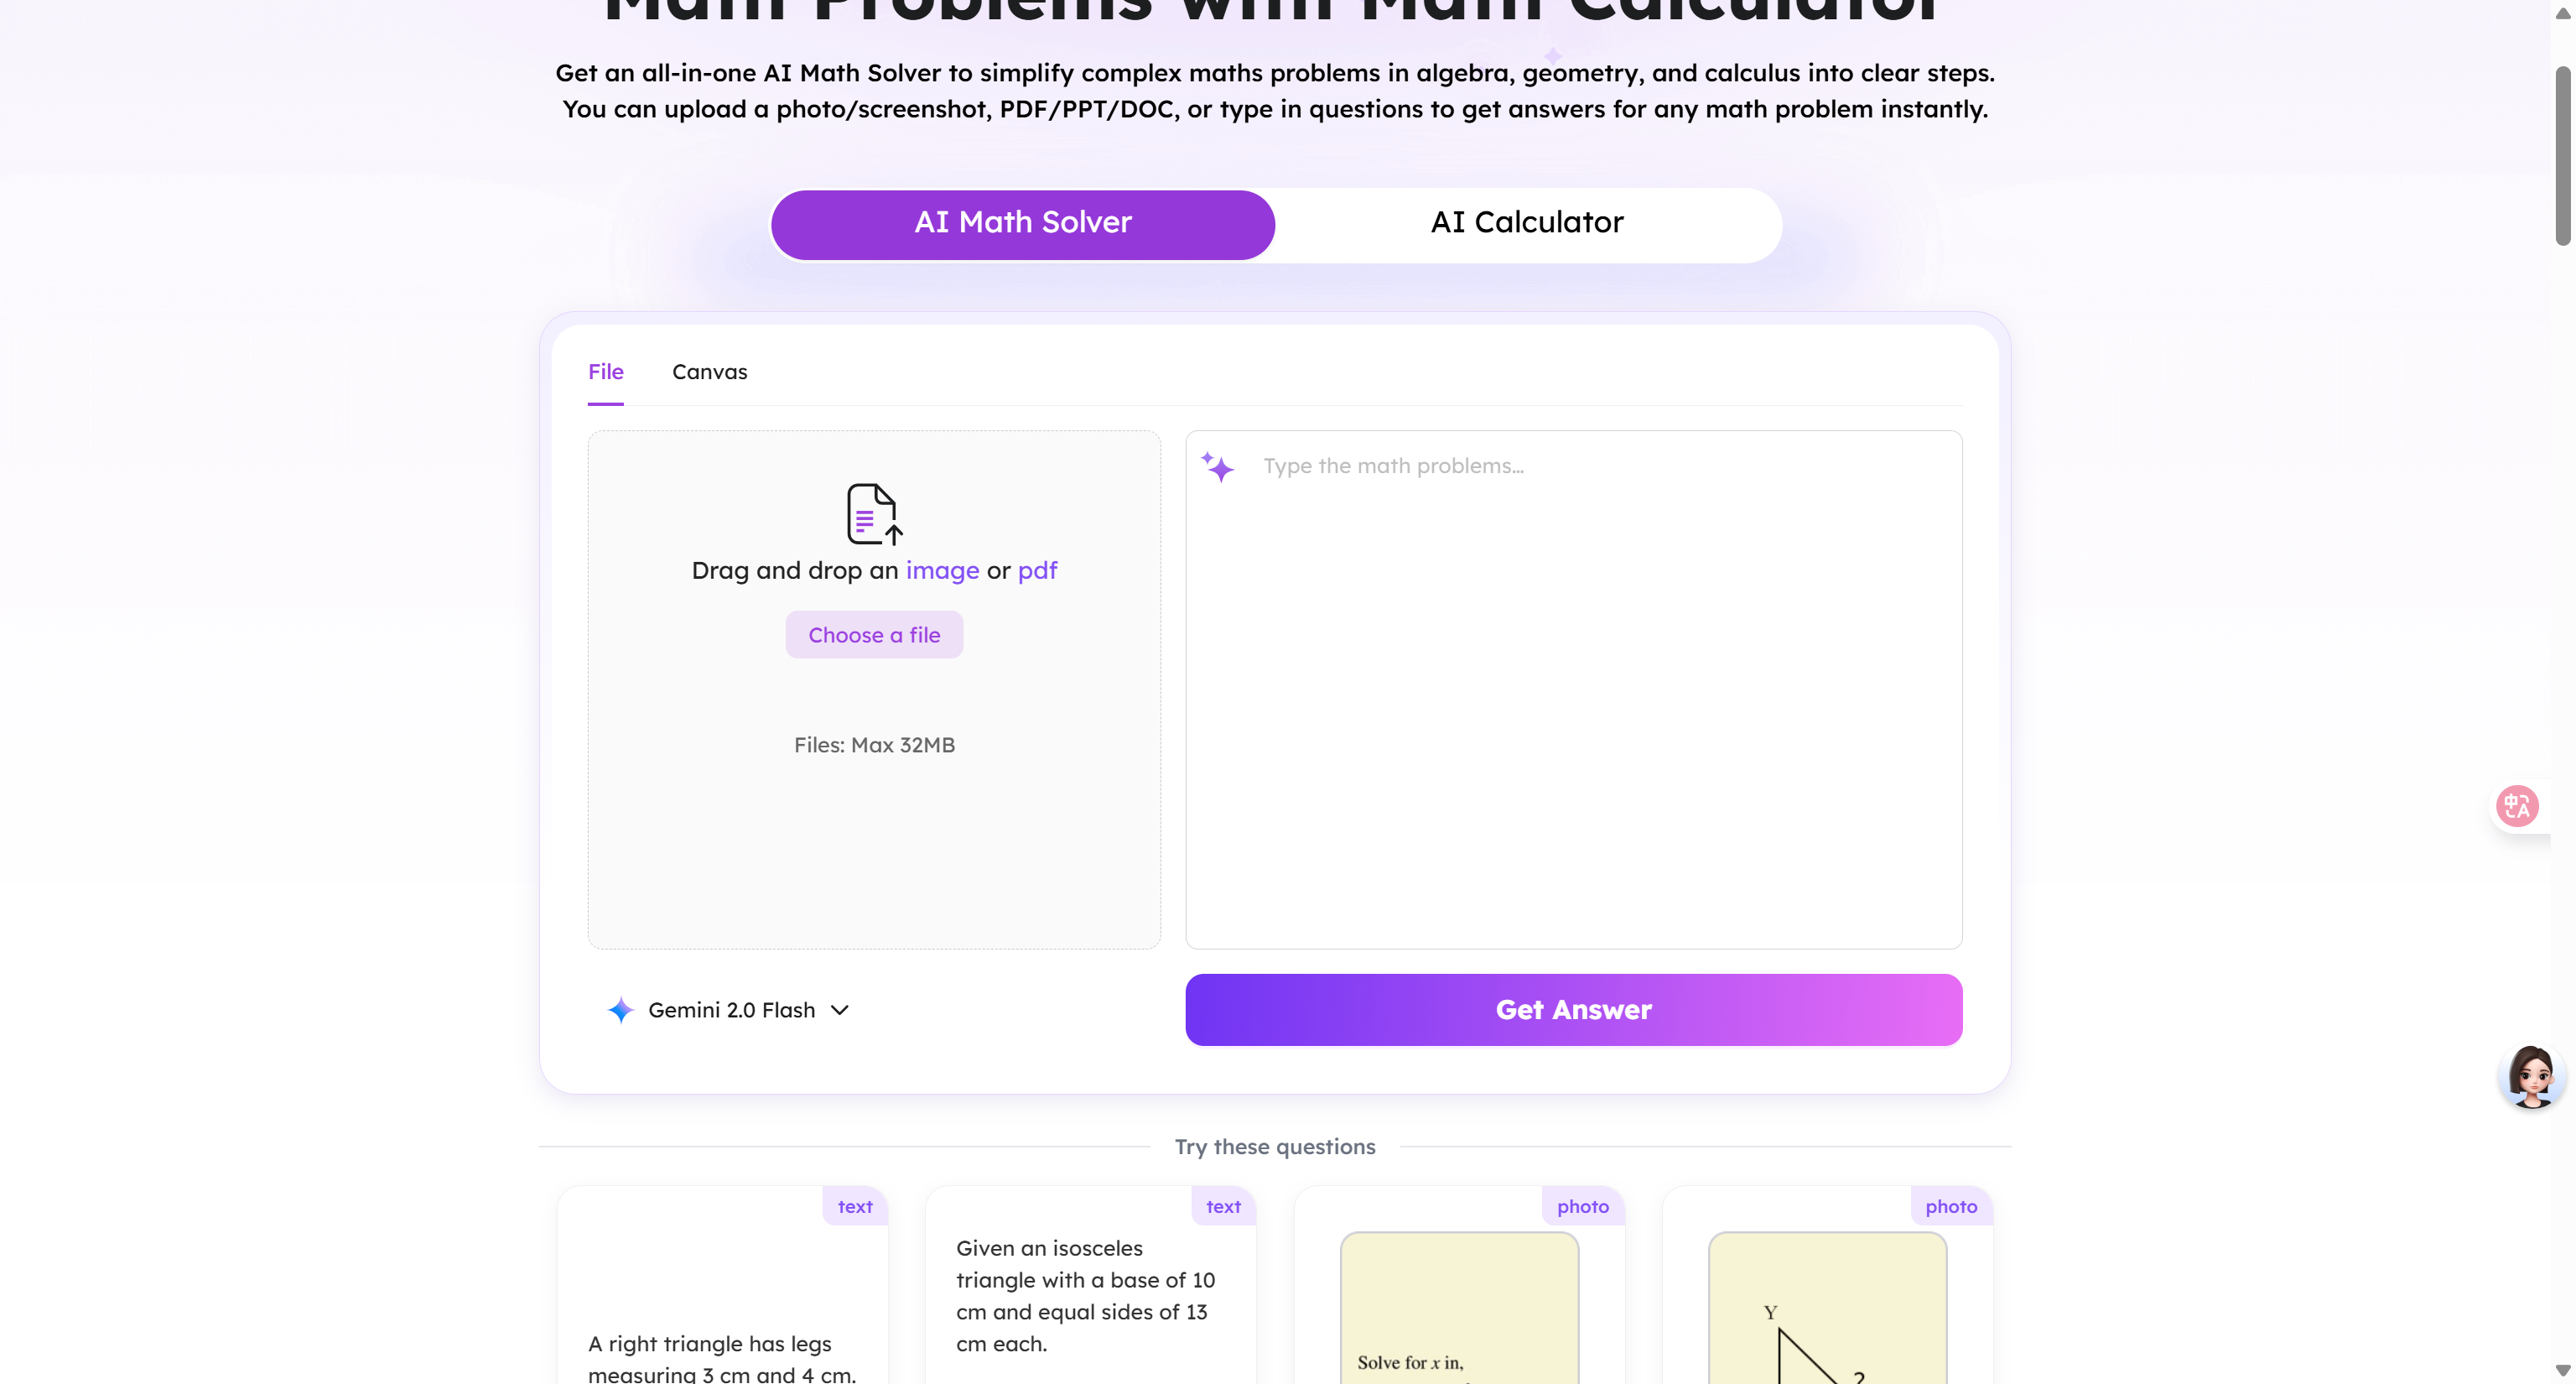 Math Problems with Math Calculator
Get an all-in-one AI Math Solver to simplify complex maths problems in algebra, geometry, and calculus into clear steps.
You can upload a photo/screenshot, PDF/PPT/DOC, or type in questions to get answers for any math problem instantly.
AI Math Solver
AI Calculator
File
Canvas
Drag and drop an image or pdf
Choose a file
Files: Max 32MB
Type the math problems...
Gemini 2.0 Flash
Get Answer
中A
Try these questions
text
A right triangle has legs
measuring 3 cm and 4 cm.
text
Given an isosceles
triangle with a base of 10
cm and equal sides of 13
cm each.
photo
Solve for x in,
photo
Y
?